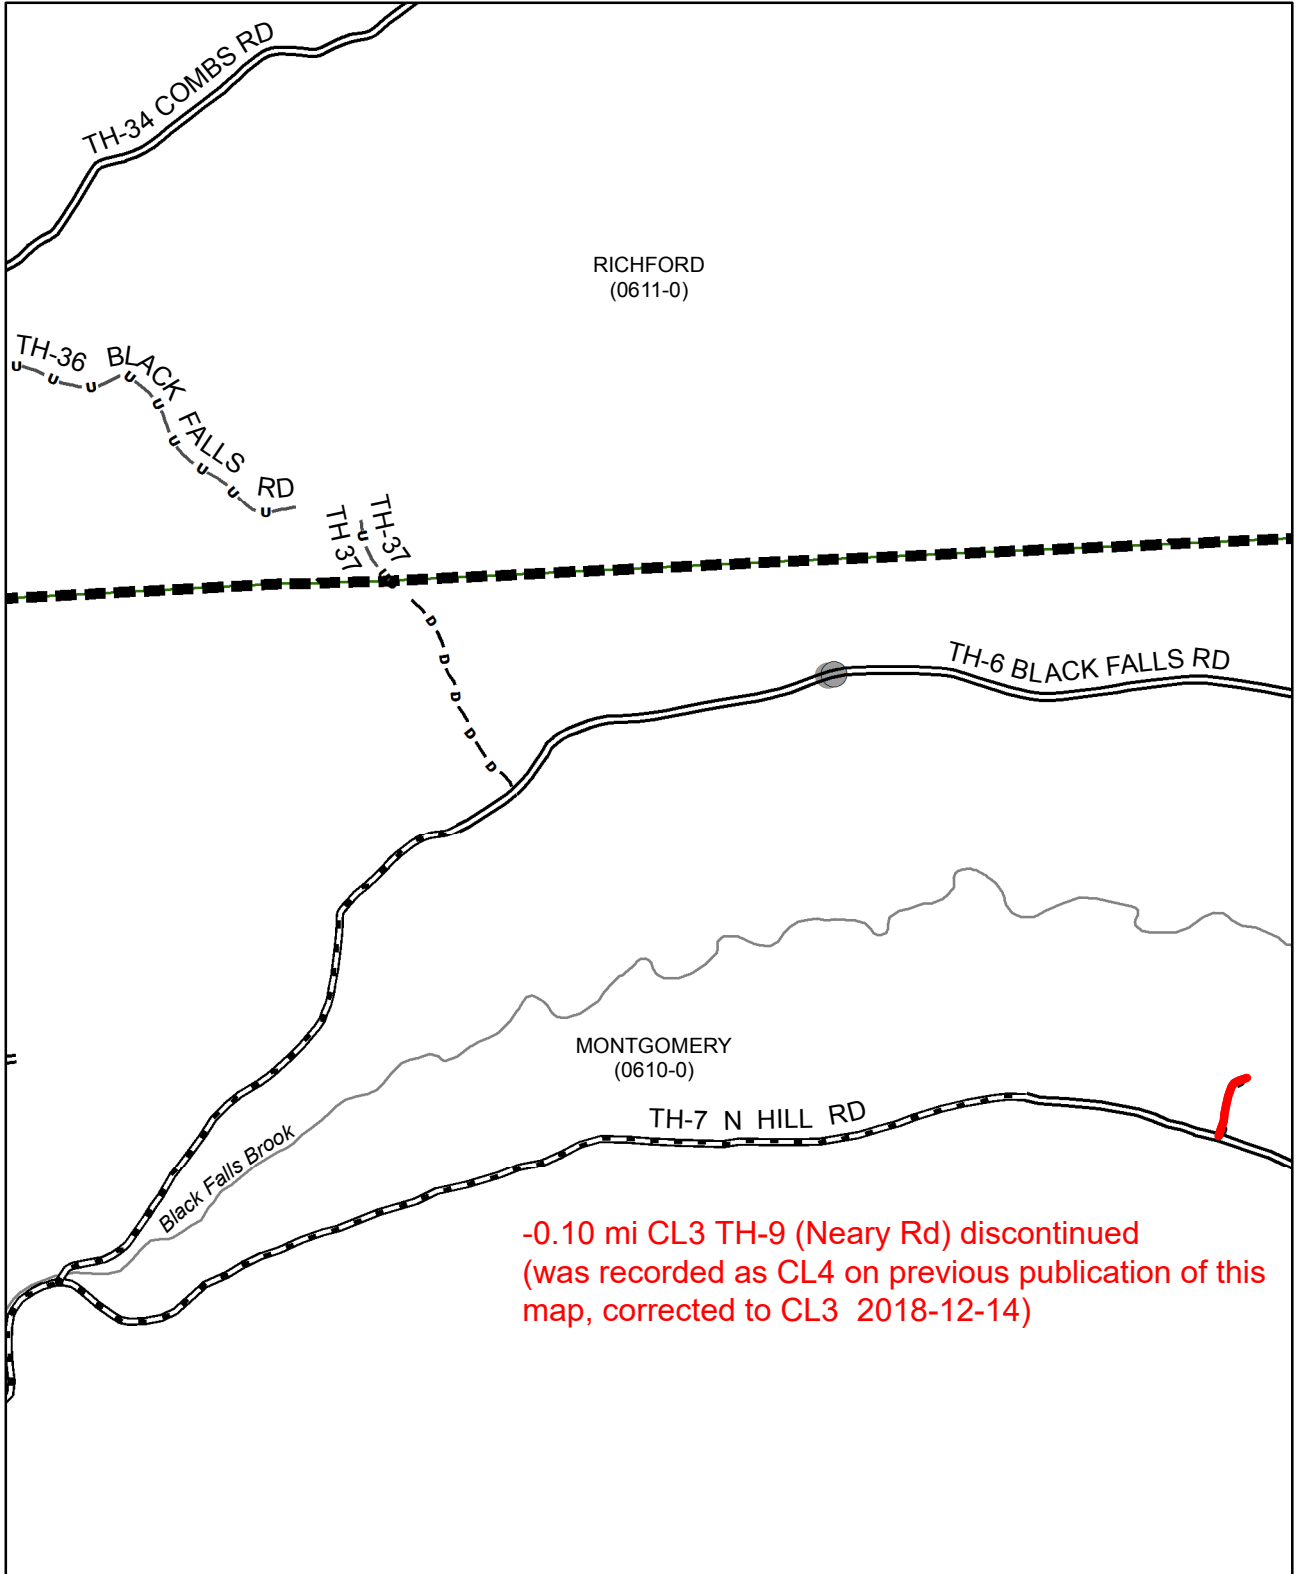 TH-34 COMBS RD
RICHFORD
(0611-0)
TH-36 BLACK FALLS RD
U U U U U U U U U
TH-37
TH 37
U U
D
D
D
D
D
TH-6 BLACK FALLS RD
MONTGOMERY
(0610-0)
TH-7 N HILL RD
Black Falls Brook
-0.10 mi CL3 TH-9 (Neary Rd) discontinued
(was recorded as CL4 on previous publication of this
map, corrected to CL3 2018-12-14)